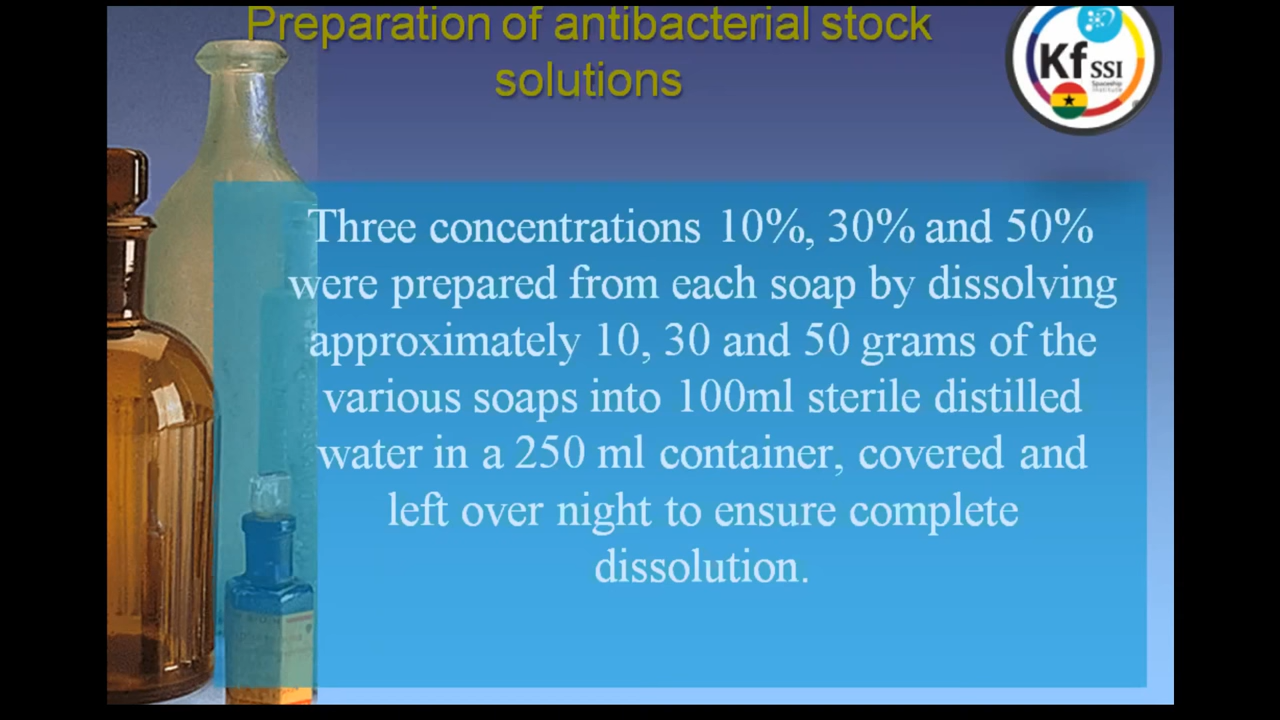 Preparation of antibacterial stock
solutions
Kf SSI
Spaceship
Institute
Three concentrations 10%, 30% and 50%
were prepared from each soap by dissolving
approximately 10, 30 and 50 grams of the
various soaps into 100ml sterile distilled
water in a 250 ml container, covered and
left over night to ensure complete
dissolution.